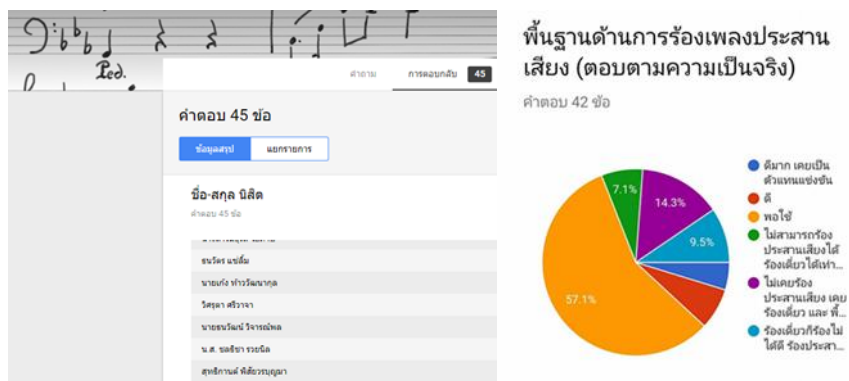 Ped.
คำถาม
การตอบกลับ 45
คำตอบ 45 ข้อ
ข้อมูลสรุป
แยกรายการ
ชื่อ-สกุล นิสิต
คำตอบ 45 ข้อ
ธนวัตร แซ่ลิ้ม
นายเก่ง ท้าววัฒนากุล
วิศรุดา ศรีวาจา
นายธนวัฒน์ วิจารณ์พล
น.ส. ชลธิชา รวยนิล
สุทธิกานต์ พิสัยวรบุญมา
พื้นฐานด้านการร้องเพลงประสาน
เสียง (ตอบตามความเป็นจริง)
คำตอบ 42 ข้อ
7.1%
14.3%
9.5%
57.1%
ดีมาก เคยเป็น
ตัวแทนแข่งขัน
ดี
พอใช้
ไม่สามารถร้อง
ประสานเสียงได้
ร้องเดี่ยวได้เท่า...
ไม่เคยร้อง
ประสานเสียง เคย
ร้องเดี่ยว และ พื้...
ร้องเดี่ยวก็ร้องไม่
ได้ดี ร้องประสา...